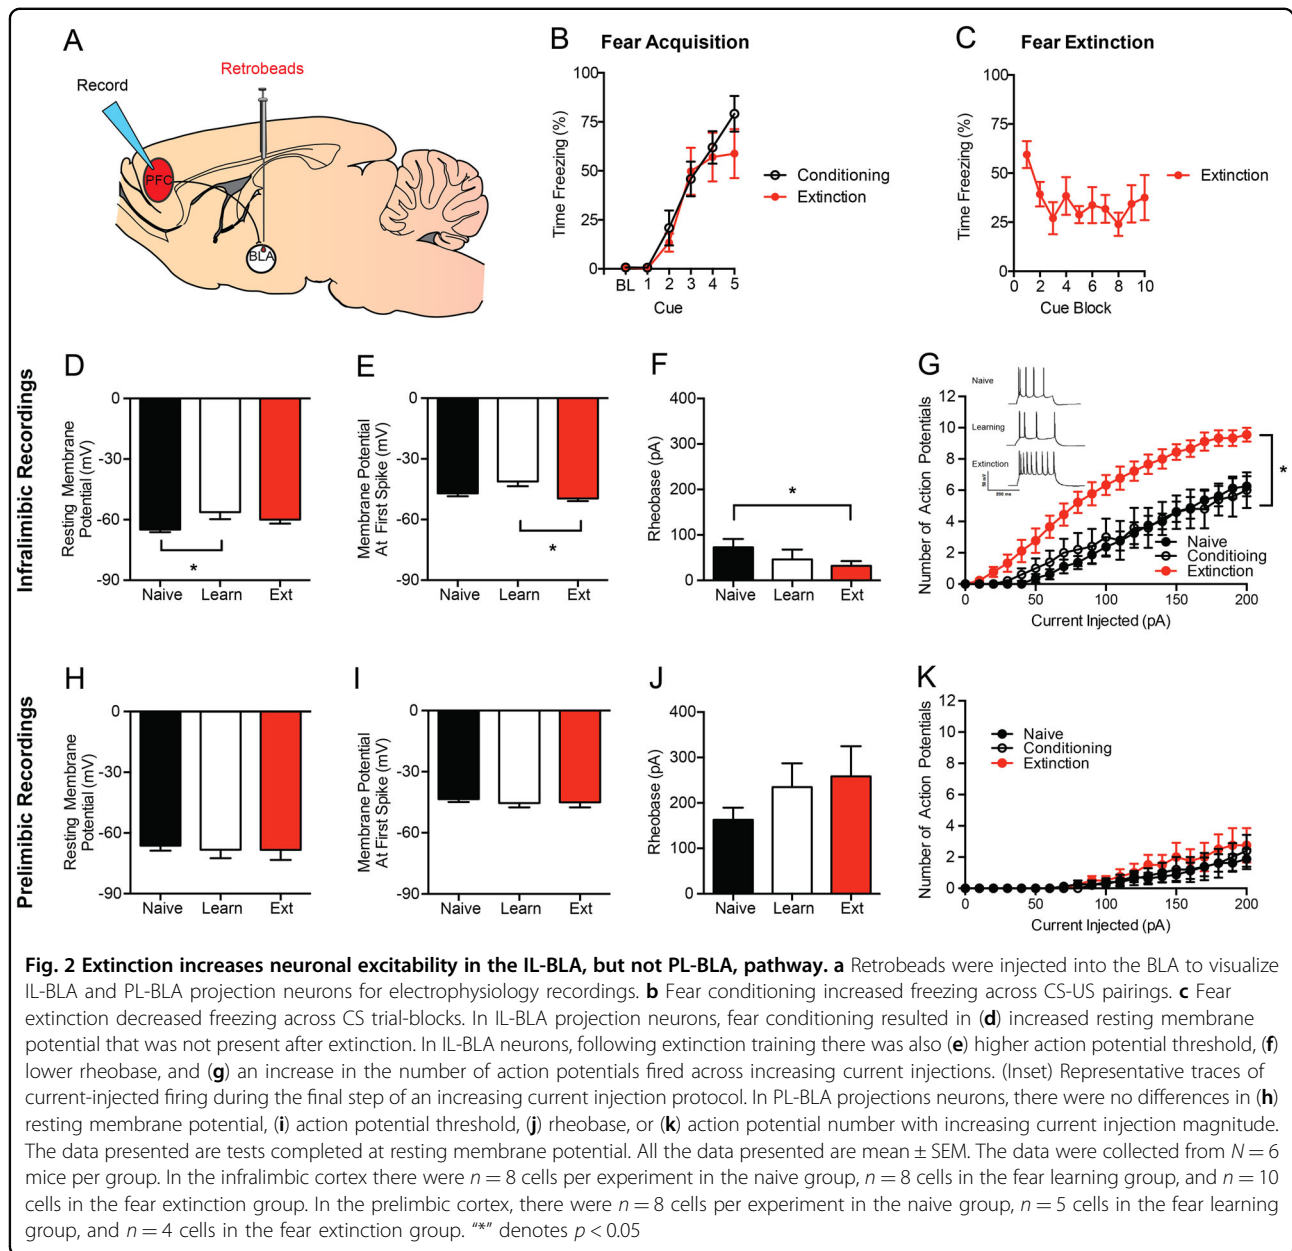 A
Retrobeads
Record
PFC
BLA
B Fear Acquisition
Time Freezing (%)
100
75
50
25
0
BL 1 2 3 4 5
Cue
Conditioning
Extinction
C Fear Extinction
Time Freezing (%)
100
75
50
25
0
0 2 4 6 8 10
Cue Block
Extinction
Infralimbic Recordings
D
Resting Membrane
Potential (mV)
0
-30
-60
-90
*
Naive Learn Ext
E
Membrane Potential
At First Spike (mV)
0
-30
-60
-90
*
Naive Learn Ext
F
Rheobase (pA)
400
300
200
100
0
*
Naive Learn Ext
G
Number of Action Potentials
12
10
8
6
4
2
0
Naive
Learning
Extinction
50 mV
200 ms
*
Naive
Conditioing
Extinction
0 50 100 150 200
Current Injected (pA)
Prelimibic Recordings
H
Resting Membrane
Potential (mV)
0
-30
-60
-90
Naive Learn Ext
I
Membrane Potential
At First Spike (mV)
0
-30
-60
-90
Naive Learn Ext
J
Rheobase (pA)
400
300
200
100
0
Naive Learn Ext
K
Number of Action Potentials
12
10
8
6
4
2
0
Naive
Conditioning
Extinction
0 50 100 150 200
Current Injected (pA)
Fig. 2 Extinction increases neuronal excitability in the IL-BLA, but not PL-BLA, pathway. a Retrobeads were injected into the BLA to visualize
IL-BLA and PL-BLA projection neurons for electrophysiology recordings. b Fear conditioning increased freezing across CS-US pairings. c Fear
extinction decreased freezing across CS trial-blocks. In IL-BLA projection neurons, fear conditioning resulted in (d) increased resting membrane
potential that was not present after extinction. In IL-BLA neurons, following extinction training there was also (e) higher action potential threshold, (f)
lower rheobase, and (g) an increase in the number of action potentials fired across increasing current injections. (Inset) Representative traces of
current-injected firing during the final step of an increasing current injection protocol. In PL-BLA projections neurons, there were no differences in (h)
resting membrane potential, (i) action potential threshold, (j) rheobase, or (k) action potential number with increasing current injection magnitude.
The data presented are tests completed at resting membrane potential. All the data presented are mean ± SEM. The data were collected from N = 6
mice per group. In the infralimbic cortex there were n = 8 cells per experiment in the naive group, n = 8 cells in the fear learning group, and n = 10
cells in the fear extinction group. In the prelimbic cortex, there were n = 8 cells per experiment in the naive group, n = 5 cells in the fear learning
group, and n = 4 cells in the fear extinction group. “*” denotes p < 0.05